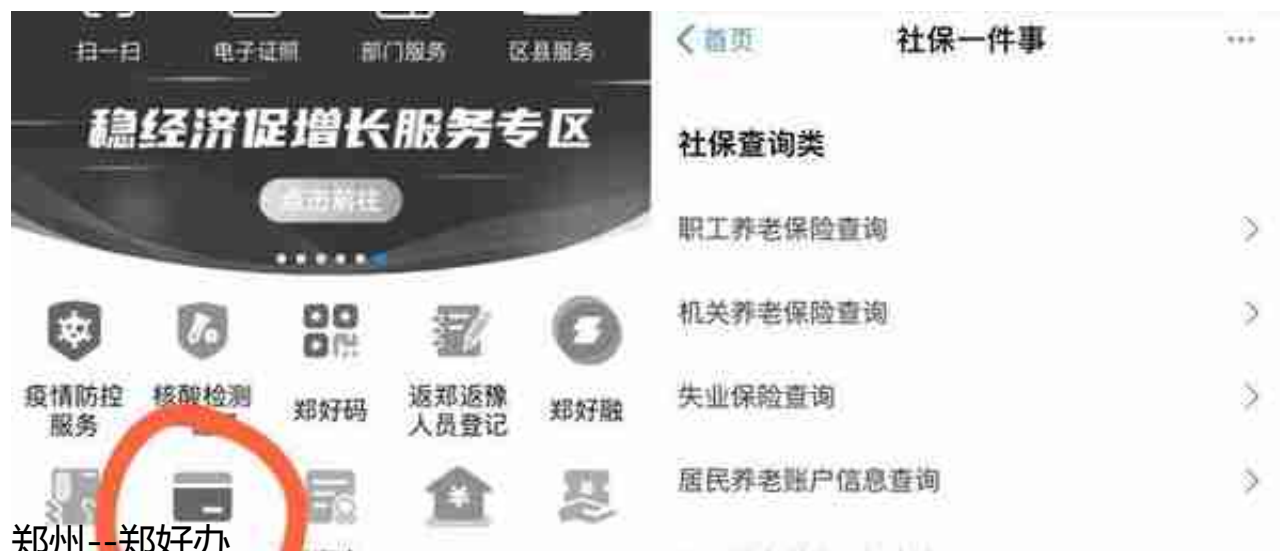 扫一扫 电子证照 部门服务 区县服务
稳经济促增长服务专区
点击前往
疫情防控服务
核酸检测
郑好码
返郑返豫人员登记
郑好融
郑州--郑好办
首页 社保一件事 ...
社保查询类
职工养老保险查询
机关养老保险查询
失业保险查询
居民养老账户信息查询